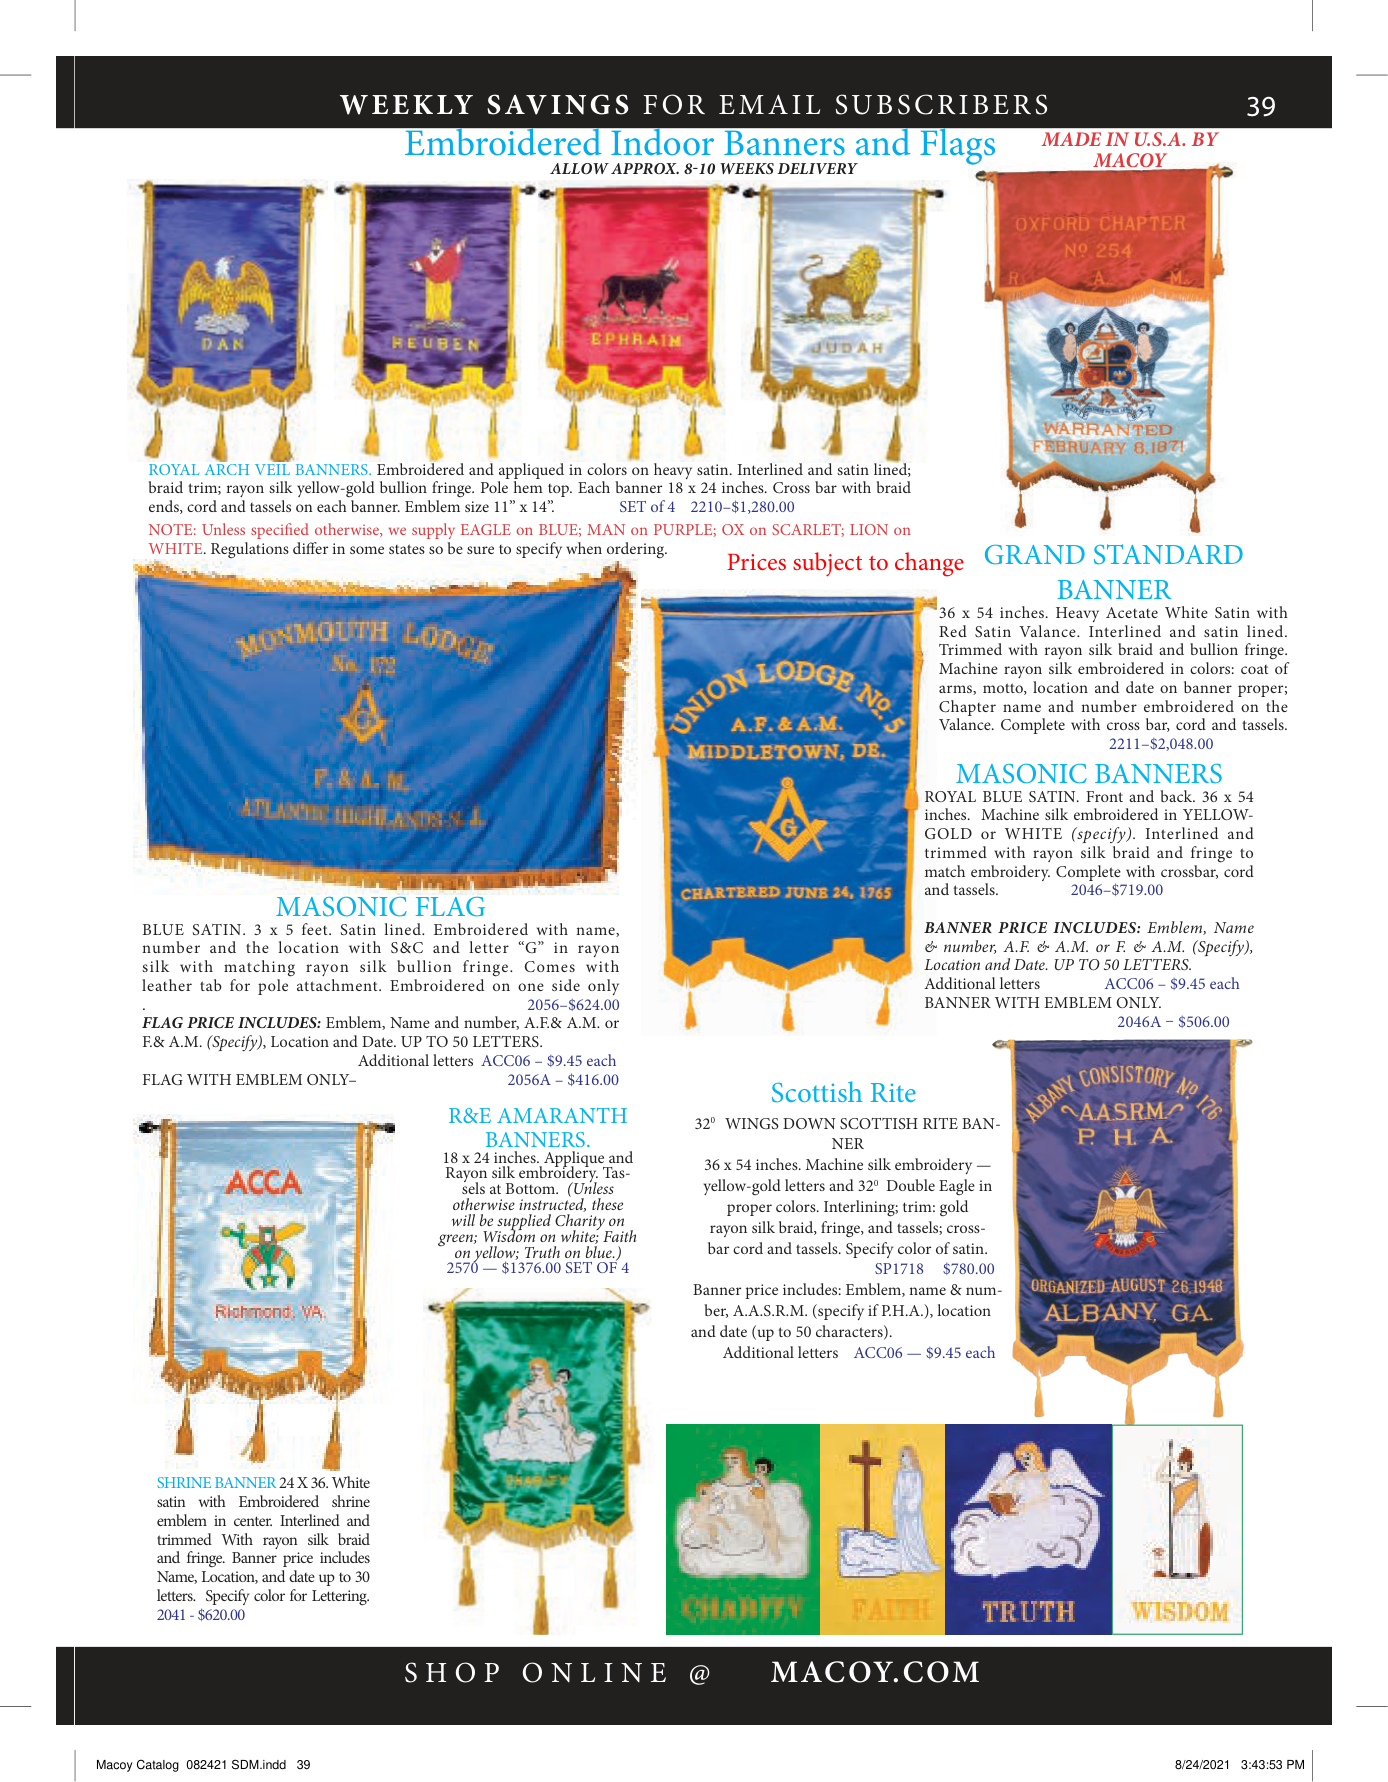 WEEKLY SAVINGS FOR EMAIL SUBSCRIBERS
39
Embroidered Indoor Banners and Flags
ALLOW APPROX. 8-10 WEEKS DELIVERY
MADE IN U.S.A. BY
MACOY
DAN
REUBEN
EPHRAIM
JUDAH
OXFORD CHAPTER
Nº 254
R. A. M.
WARRANTED
FEBRUARY 8, 1871
ROYAL ARCH VEIL BANNERS. Embroidered and appliqued in colors on heavy satin. Interlined and satin lined;
braid trim; rayon silk yellow-gold bullion fringe. Pole hem top. Each banner 18 x 24 inches. Cross bar with braid
ends, cord and tassels on each banner. Emblem size 11” x 14”. SET of 4 2210–$1,280.00
NOTE: Unless specified otherwise, we supply EAGLE on BLUE; MAN on PURPLE; OX on SCARLET; LION on
WHITE. Regulations differ in some states so be sure to specify when ordering.
Prices subject to change
GRAND STANDARD
BANNER
36 x 54 inches. Heavy Acetate White Satin with
Red Satin Valance. Interlined and satin lined.
Trimmed with rayon silk braid and bullion fringe.
Machine rayon silk embroidered in colors: coat of
arms, motto, location and date on banner proper;
Chapter name and number embroidered on the
Valance. Complete with cross bar, cord and tassels.
2211–$2,048.00
MONMOUTH LODGE
No. 172
G
F. & A. M.
ATLANTIC HIGHLANDS-N. J.
UNION LODGE Nº. 5
A.F. & A.M.
MIDDLETOWN, DE.
G
CHARTERED JUNE 24, 1765
MASONIC BANNERS
ROYAL BLUE SATIN. Front and back. 36 x 54
inches. Machine silk embroidered in YELLOW-
GOLD or WHITE (specify). Interlined and
trimmed with rayon silk braid and fringe to
match embroidery. Complete with crossbar, cord
and tassels. 2046–$719.00
BANNER PRICE INCLUDES: Emblem, Name
& number, A.F. & A.M. or F. & A.M. (Specify),
Location and Date. UP TO 50 LETTERS.
Additional letters ACC06 – $9.45 each
BANNER WITH EMBLEM ONLY.
2046A – $506.00
MASONIC FLAG
BLUE SATIN. 3 x 5 feet. Satin lined. Embroidered with name,
number and the location with S&C and letter “G” in rayon
silk with matching rayon silk bullion fringe. Comes with
leather tab for pole attachment. Embroidered on one side only
. 2056–$624.00
FLAG PRICE INCLUDES: Emblem, Name and number, A.F.& A.M. or
F.& A.M. (Specify), Location and Date. UP TO 50 LETTERS.
Additional letters ACC06 – $9.45 each
FLAG WITH EMBLEM ONLY– 2056A – $416.00
ACCA
Richmond, VA.
R&E AMARANTH
BANNERS.
18 x 24 inches. Applique and
Rayon silk embroidery. Tas-
sels at Bottom. (Unless
otherwise instructed, these
will be supplied Charity on
green; Wisdom on white; Faith
on yellow; Truth on blue.)
2570 — $1376.00 SET OF 4
CHARITY
Scottish Rite
32⁰ WINGS DOWN SCOTTISH RITE BAN-
NER
36 x 54 inches. Machine silk embroidery —
yellow-gold letters and 32⁰ Double Eagle in
proper colors. Interlining; trim: gold
rayon silk braid, fringe, and tassels; cross-
bar cord and tassels. Specify color of satin.
SP1718 $780.00
Banner price includes: Emblem, name & num-
ber, A.A.S.R.M. (specify if P.H.A.), location
and date (up to 50 characters).
Additional letters ACC06 — $9.45 each
ALBANY CONSISTORY Nº 176
A.A.S.R.M.
P. H. A.
ORGANIZED AUGUST 26, 1948
ALBANY, GA.
SHRINE BANNER 24 X 36. White
satin with Embroidered shrine
emblem in center. Interlined and
trimmed With rayon silk braid
and fringe. Banner price includes
Name, Location, and date up to 30
letters. Specify color for Lettering.
2041 - $620.00
CHARITY
FAITH
TRUTH
WISDOM
SHOP ONLINE @ MACOY.COM
Macoy Catalog 082421 SDM.indd 39
8/24/2021 3:43:53 PM